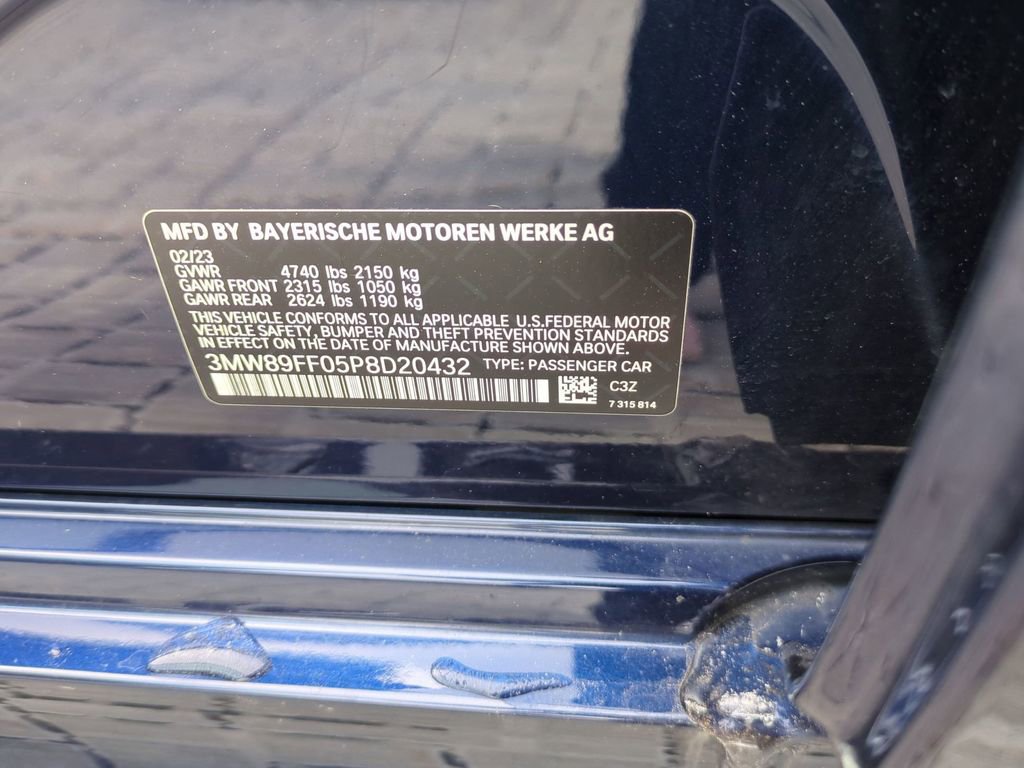 MFD BY BAYERISCHE MOTOREN WERKE AG
02/23
GVWR 4740 lbs 2150 kg
GAWR FRONT 2315 lbs 1050 kg
GAWR REAR 2624 lbs 1190 kg
THIS VEHICLE CONFORMS TO ALL APPLICABLE U.S.FEDERAL MOTOR
VEHICLE SAFETY, BUMPER AND THEFT PREVENTION STANDARDS
IN EFFECT ON THE DATE OF MANUFACTURE SHOWN ABOVE.
3MW89FF05P8D20432 TYPE: PASSENGER CAR
C3Z
7 315 814